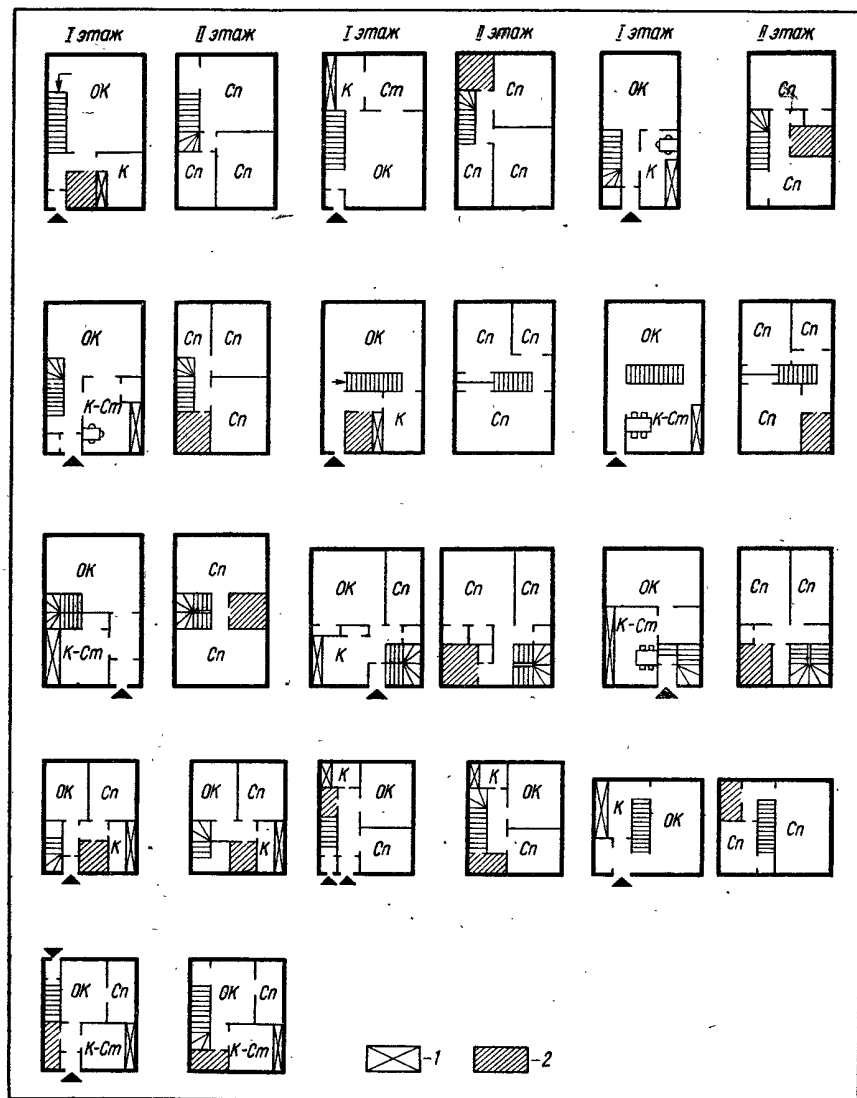 I этаж II этаж I этаж II этаж I этаж II этаж
ОК Сп К Ст Сп ОК Сп
Сп Сп К ОК Сп Сп К Сп
ОК Сп Сп ОК Сп Сп ОК Сп Сп
К-Ст Сп К Сп К-Ст Сп
ОК Сп ОК Сп Сп Сп ОК Сп Сп
К-Ст Сп К К-Ст
ОК Сп ОК Сп К ОК К ОК К ОК Сп Сп
К К Сп Сп
ОК Сп ОК Сп
К-Ст К-Ст -1 -2